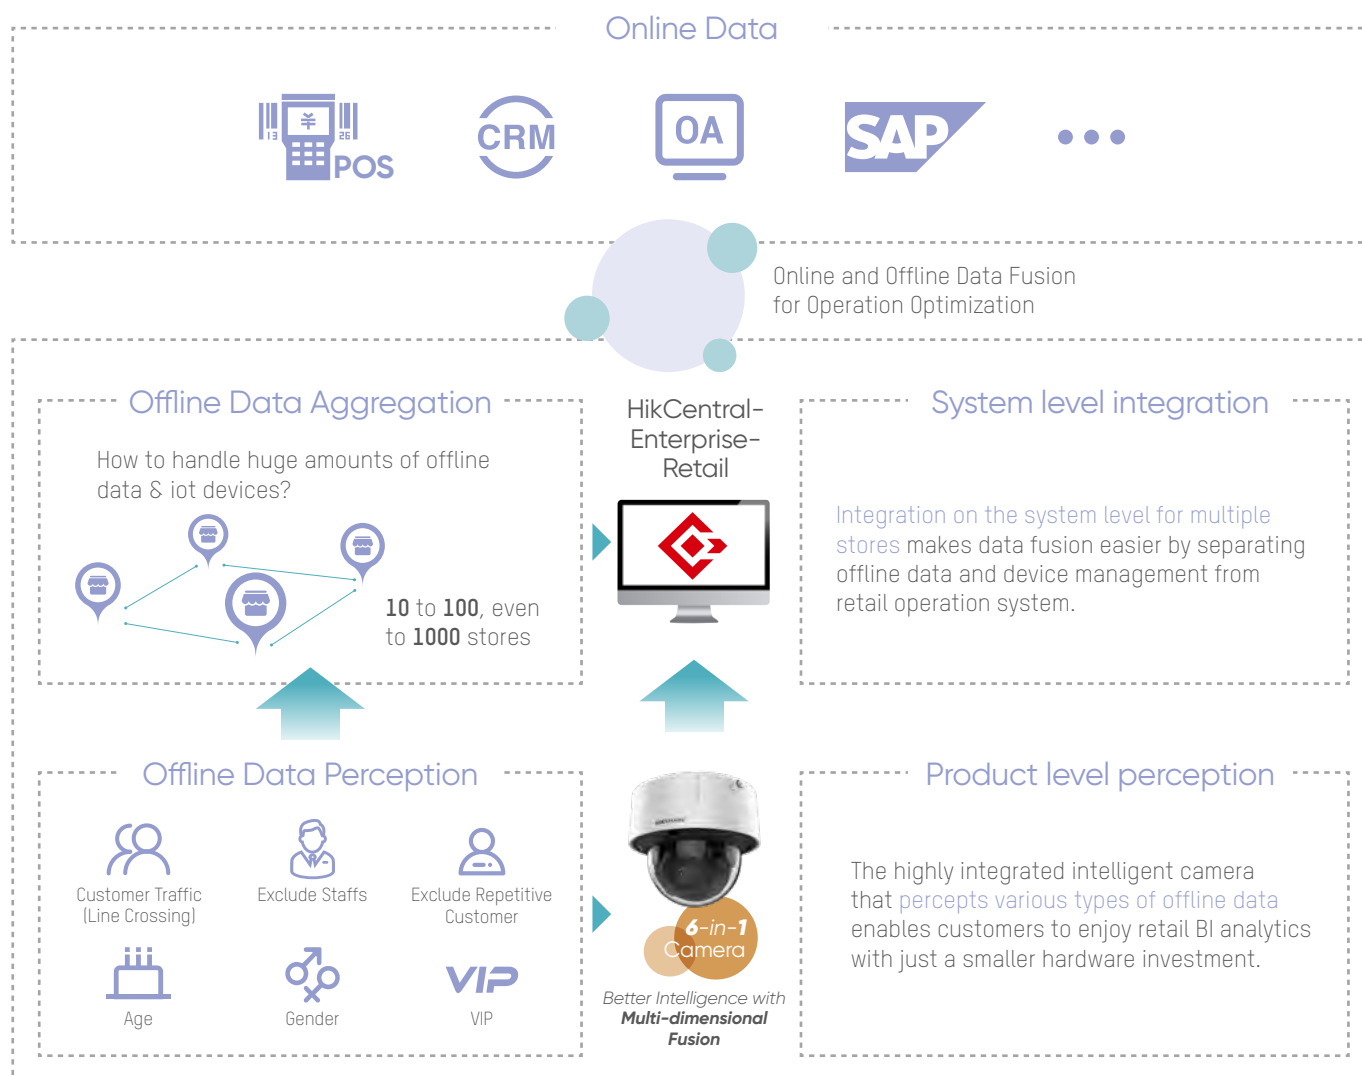 Online Data
13
26
POS
CRM
OA
SAP
Online and Offline Data Fusion
for Operation Optimization
Offline Data Aggregation
How to handle huge amounts of offline
data & iot devices?
10 to 100, even
to 1000 stores
HikCentral-
Enterprise-
Retail
System level integration
Integration on the system level for multiple
stores makes data fusion easier by separating
offline data and device management from
retail operation system.
Offline Data Perception
Customer Traffic
(Line Crossing)
Exclude Staffs
Exclude Repetitive
Customer
Age
Gender
VIP
VIP
6-in-1
Camera
Better Intelligence with
Multi-dimensional
Fusion
Product level perception
The highly integrated intelligent camera
that percepts various types of offline data
enables customers to enjoy retail BI analytics
with just a smaller hardware investment.